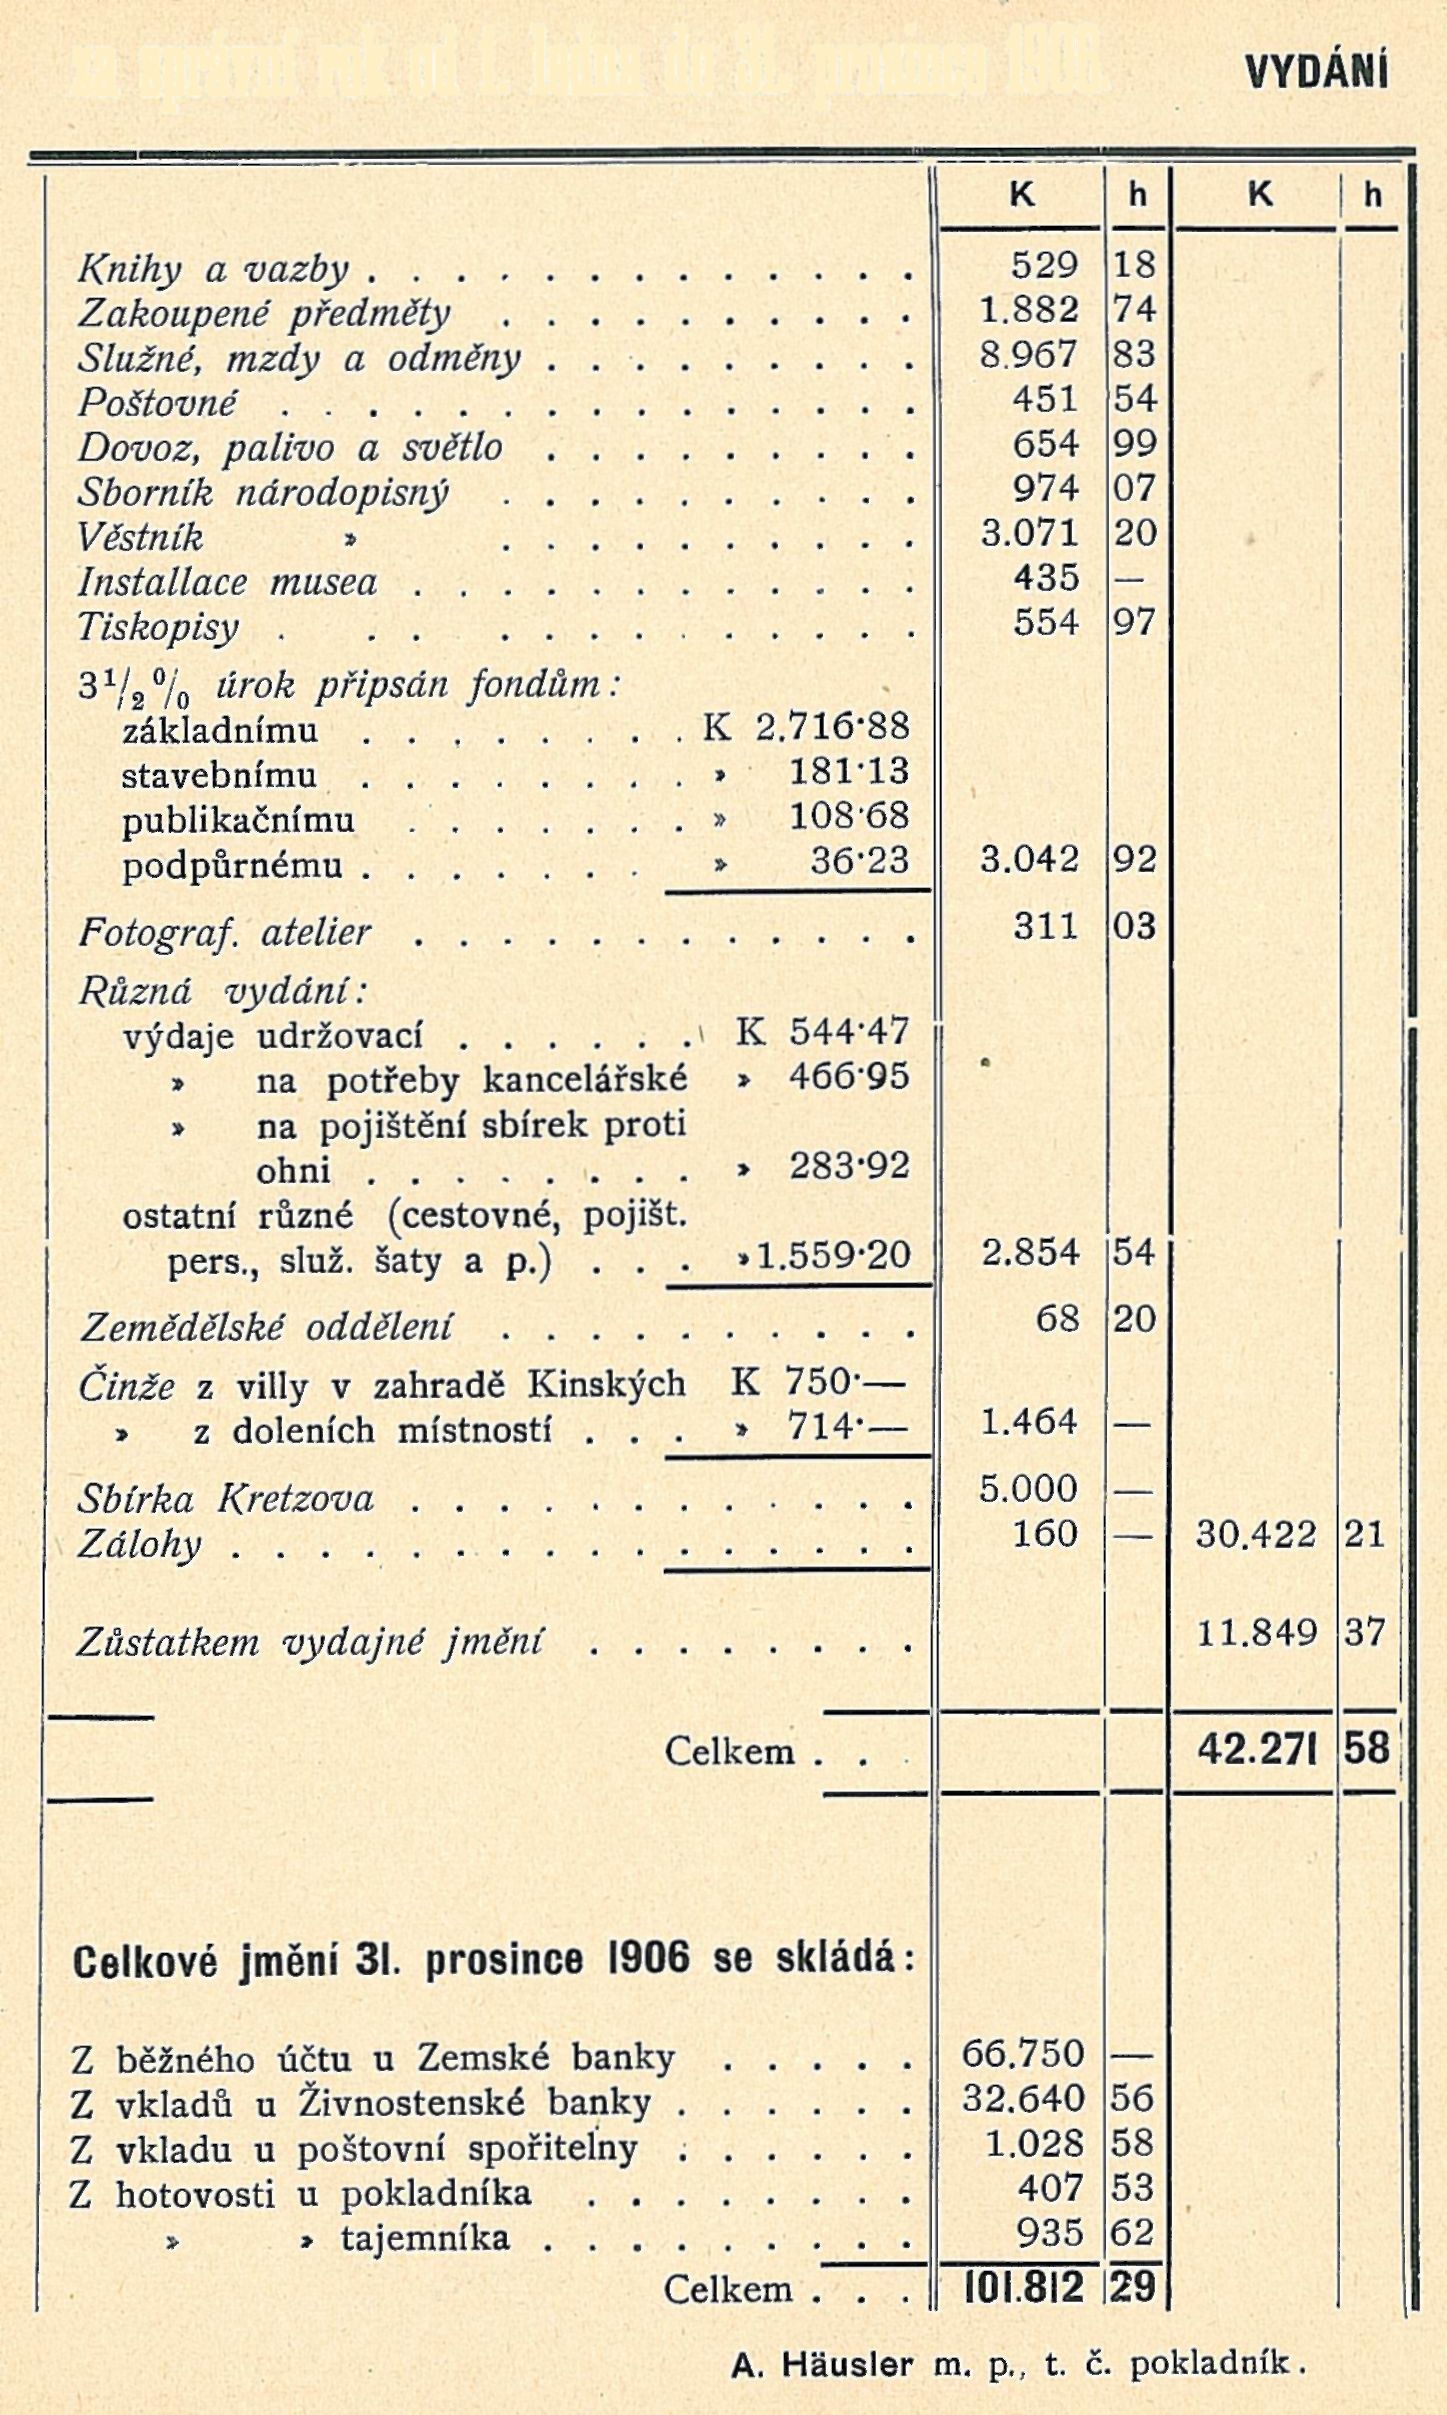 VYDÁNÍ
K h K h
Knihy a vazby . . . . . . . . . . . . . 529 18
Zakoupené předměty . . . . . . . . . . 1.882 74
Služné, mzdy a odměny . . . . . . . . . 8.967 83
Poštovné . . . . . . . . . . . . . . . 451 54
Dovoz, palivo a světlo . . . . . . . . . 654 99
Sborník národopisný . . . . . . . . . . 974 07
Věstník » . . . . . . . . . . 3.071 20
Installace musea . . . . . . . . . . . . 435 —
Tiskopisy . . . . . . . . . . . . . 554 97
3¹/₂⁰/₀ úrok připsán fondům:
základnímu . . . . . . . . K 2.716·88
stavebnímu . . . . . . . . » 181·13
publikačnímu . . . . . . . » 108·68
podpůrnému . . . . . . . » 36·23 3.042 92
Fotograf. atelier . . . . . . . . . . . . 311 03
Různá vydání:
výdaje udržovací . . . . . . K 544·47
» na potřeby kancelářské » 466·95
» na pojištění sbírek proti
ohni . . . . . . . . » 283·92
ostatní různé (cestovné, pojišt.
pers., služ. šaty a p.) . . . »1.559·20 2.854 54
Zemědělské oddělení . . . . . . . . . . 68 20
Činže z villy v zahradě Kinských K 750·—
» z doleních místností . . . » 714·— 1.464 —
Sbírka Kretzova . . . . . . . . . . . . 5.000 —
Zálohy . . . . . . . . . . . . . . . . 160 — 30.422 21
Zůstatkem vydajné jmění . . . . . . . . 11.849 37
Celkem . . . 42.271 58
Celkové jmění 31. prosince 1906 se skládá:
Z běžného účtu u Zemské banky . . . . . 66.750 —
Z vkladů u Živnostenské banky . . . . . . 32.640 56
Z vkladu u poštovní spořitelny . . . . . . 1.028 58
Z hotovosti u pokladníka . . . . . . . . 407 53
» » tajemníka . . . . . . . . . 935 62
Celkem . . . 101.812 29
A. Häusler m. p., t. č. pokladník.